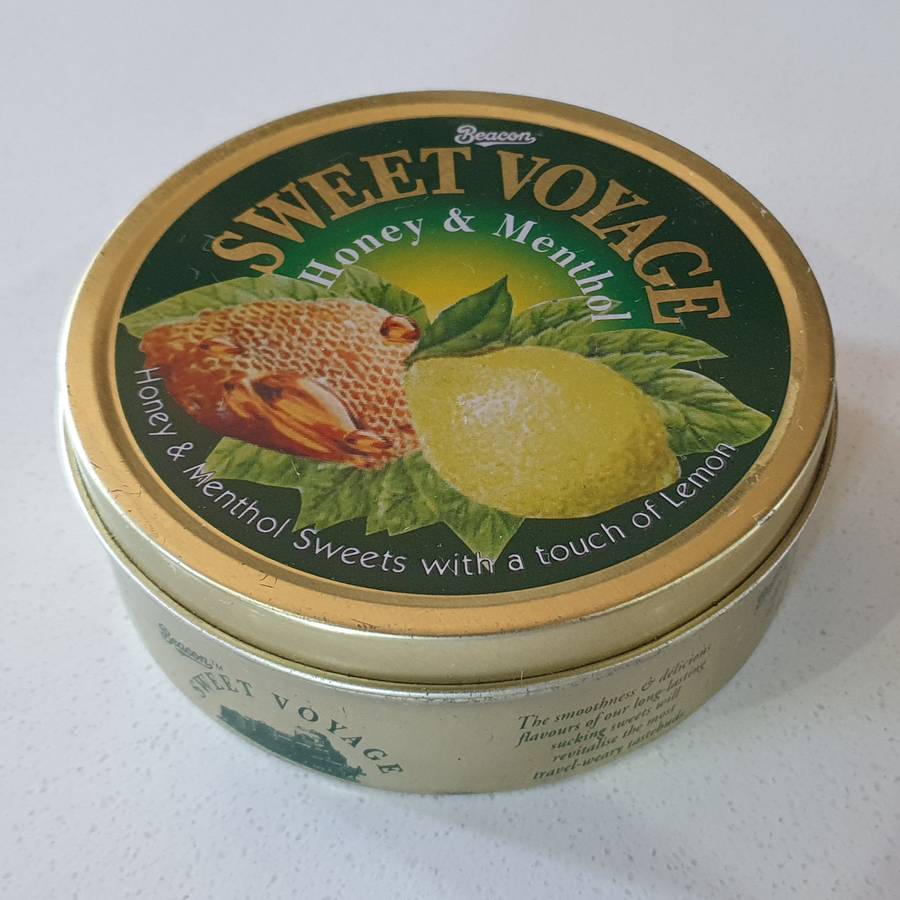 Beacon
SWEET VOYAGE
Honey & Menthol
Honey & Menthol Sweets with a touch of Lemon
Beacon™
SWEET VOYAGE
The smoothness & delicious
flavours of our long-lasting
sucking sweets will
revitalise the most
travel-weary tastebuds.